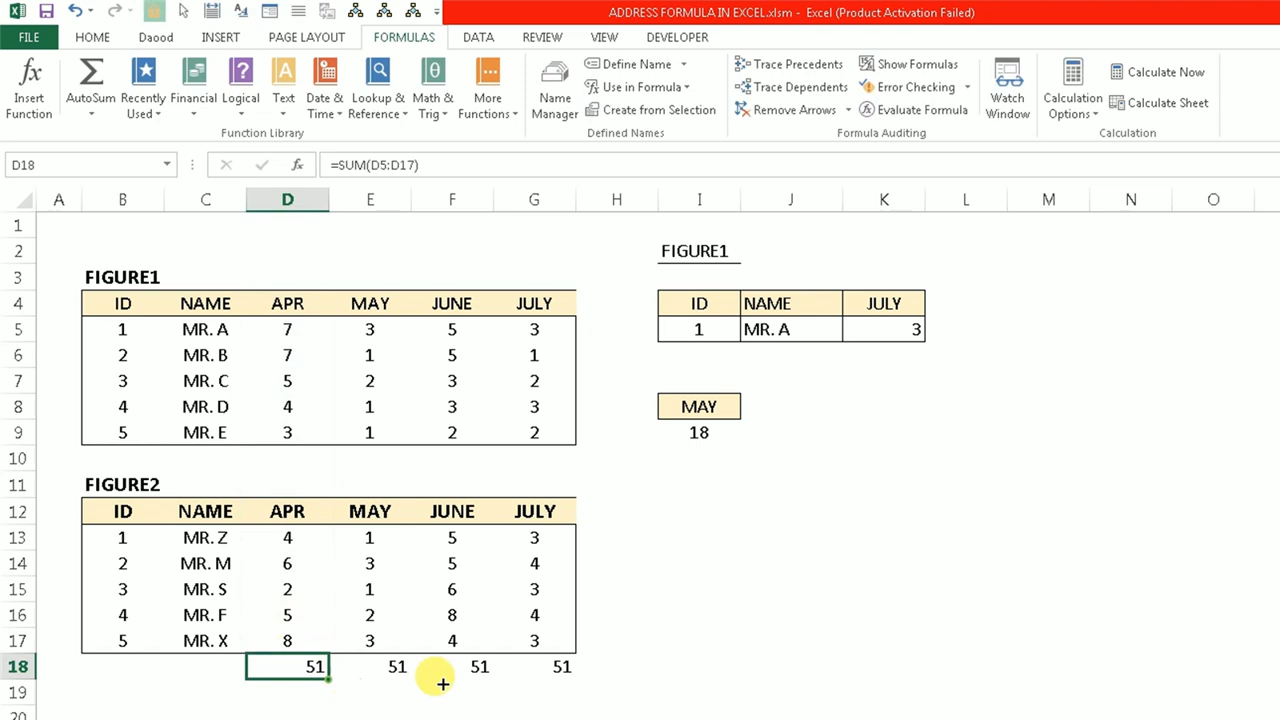 ADDRESS FORMULA IN EXCEL.xlsm - Excel (Product Activation Failed)
FILE HOME Daood INSERT PAGE LAYOUT FORMULAS DATA REVIEW VIEW DEVELOPER
Insert Function
AutoSum
Recently Used
Financial
Logical
Text
Date & Time
Lookup & Reference
Math & Trig
More Functions
Function Library
Name Manager
Define Name
Use in Formula
Create from Selection
Defined Names
Trace Precedents
Trace Dependents
Remove Arrows
Show Formulas
Error Checking
Evaluate Formula
Formula Auditing
Watch Window
Calculation Options
Calculate Now
Calculate Sheet
Calculation
D18 fx =SUM(D5:D17)
A B C D E F G H I J K L M N O
1
2 FIGURE1
3 FIGURE1
4 ID NAME APR MAY JUNE JULY ID NAME JULY
5 1 MR. A 7 3 5 3 1 MR. A 3
6 2 MR. B 7 1 5 1
7 3 MR. C 5 2 3 2
8 4 MR. D 4 1 3 3 MAY
9 5 MR. E 3 1 2 2 18
10
11 FIGURE2
12 ID NAME APR MAY JUNE JULY
13 1 MR. Z 4 1 5 3
14 2 MR. M 6 3 5 4
15 3 MR. S 2 1 6 3
16 4 MR. F 5 2 8 4
17 5 MR. X 8 3 4 3
18 51 51 51 51
19
20